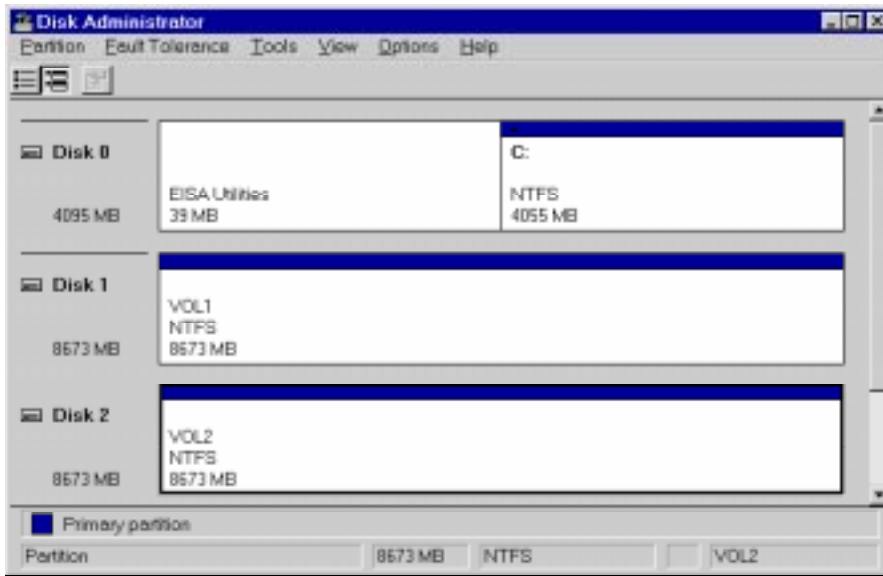 Disk Administrator
Partition Fault Tolerance Tools View Options Help
Disk 0
4095 MB
EISA Utilities
39 MB
C:
NTFS
4055 MB
Disk 1
8673 MB
VOL1
NTFS
8673 MB
Disk 2
8673 MB
VOL2
NTFS
8673 MB
Primary partition
Partition 8673 MB NTFS VOL2